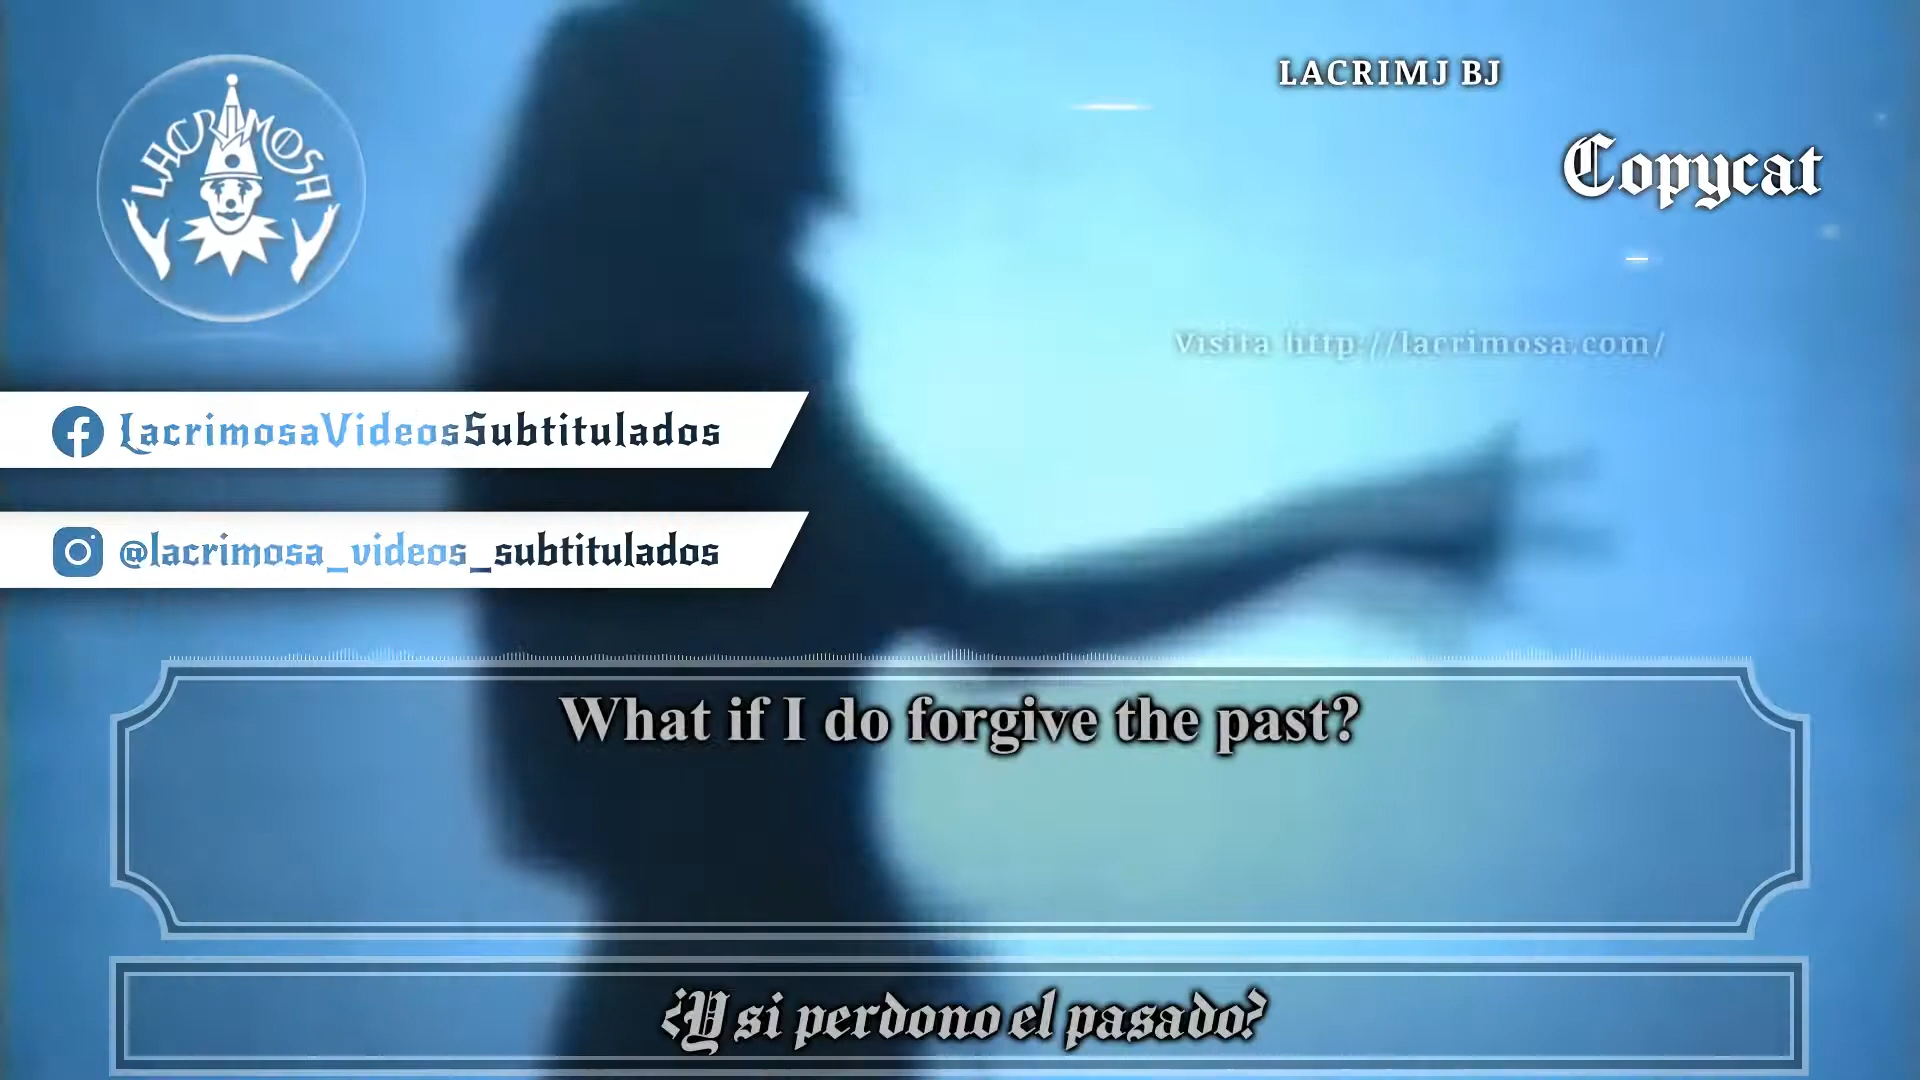 LACRIMOSA
LACRIMJ BJ
Copycat
Visita http://lacrimosa.com/
LacrimosaVideosSubtitulados
@lacrimosa_videos_subtitulados
What if I do forgive the past?
¿Y si perdono el pasado?